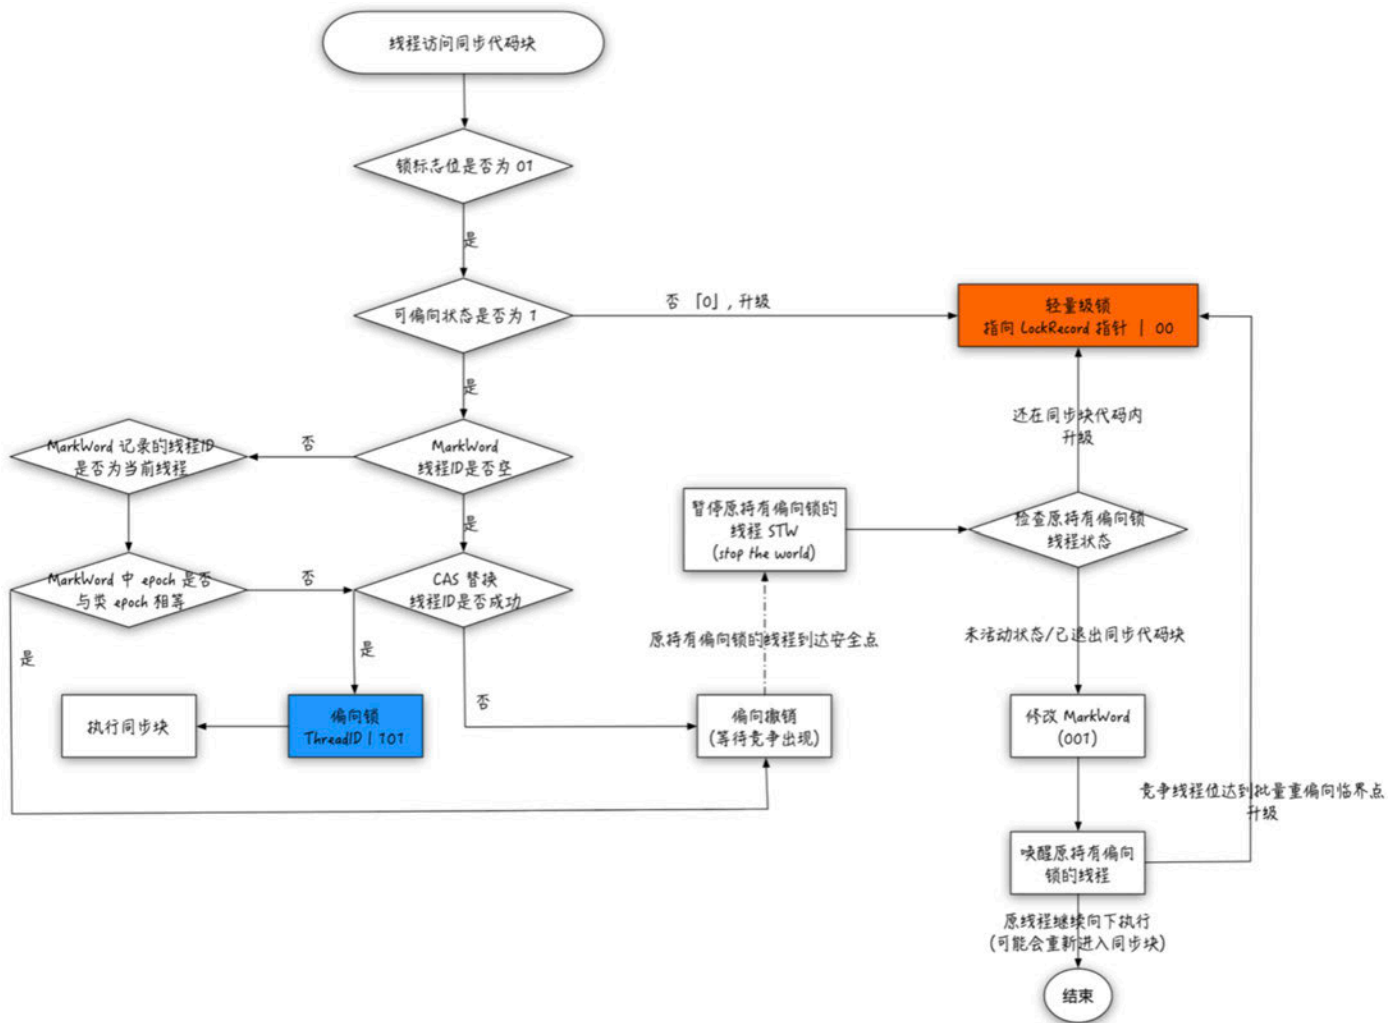 线程访问同步代码块
锁标志位是否为 01
是
可偏向状态是否为 1
否 「0」, 升级
轻量级锁
指向 LockRecord 指针 | 00
是
还在同步块代码内
升级
MarkWord 记录的线程ID
是否为当前线程
否
MarkWord
线程ID是否空
是
暂停原持有偏向锁的
线程 STW
(stop the world)
检查原持有偏向锁
线程状态
MarkWord 中 epoch 是否
与类 epoch 相等
否
CAS 替换
线程ID是否成功
原持有偏向锁的线程到达安全点
未活动状态/已退出同步代码块
是
是
否
执行同步块
偏向锁
ThreadID | 101
偏向撤销
(等待竞争出现)
修改 MarkWord
(001)
竞争线程位达到批量重偏向临界点
升级
唤醒原持有偏向
锁的线程
原线程继续向下执行
(可能会重新进入同步块)
结束